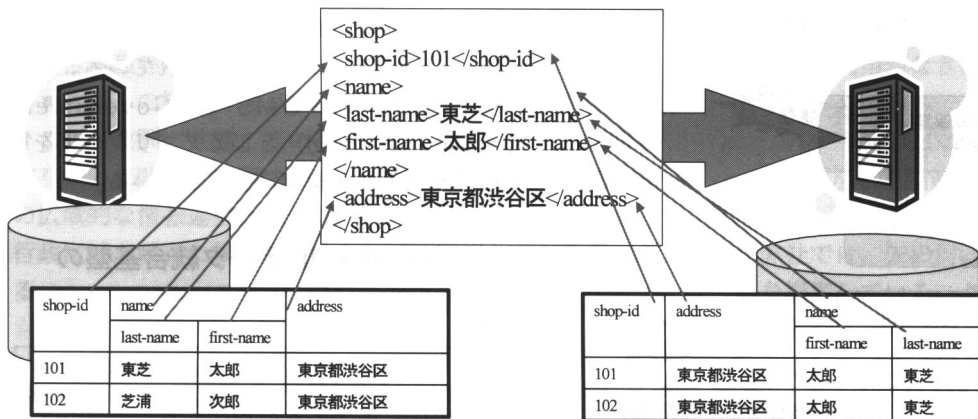 <shop>
<shop-id>101</shop-id>
<name>
<last-name>東芝</last-name>
<first-name>太郎</first-name>
</name>
<address>東京都渋谷区</address>
</shop>
shop-id name address
last-name first-name
101 東芝 太郎 東京都渋谷区
102 芝浦 次郎 東京都渋谷区
shop-id address name
first-name last-name
101 東京都渋谷区 太郎 東芝
102 東京都渋谷区 太郎 東芝